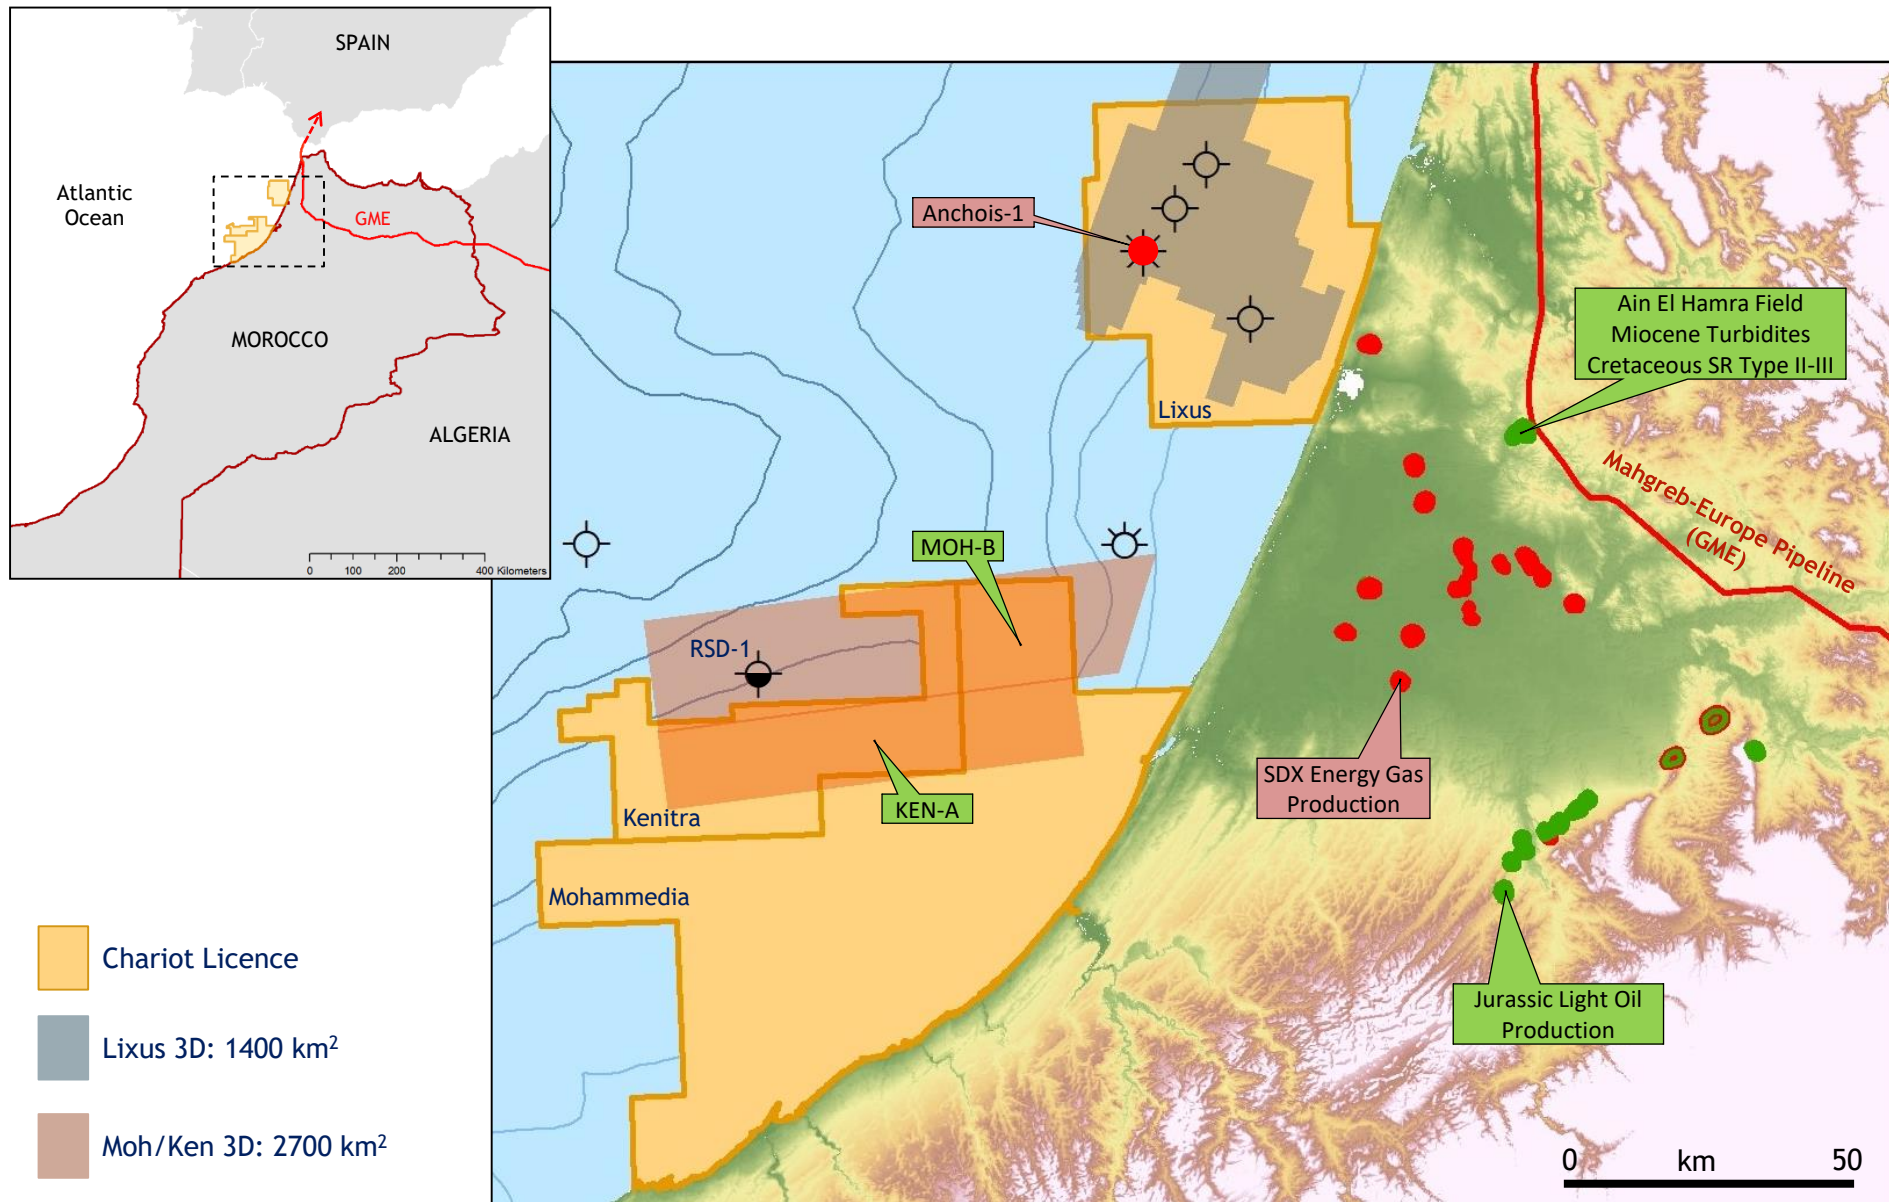 SPAIN
Atlantic
Ocean
GME
MOROCCO
ALGERIA
0 100 200 400 Kilometers
Anchois-1
Lixus
Ain El Hamra Field
Miocene Turbidites
Cretaceous SR Type II-III
Mahgreb-Europe Pipeline
(GME)
MOH-B
RSD-1
KEN-A
Kenitra
Mohammedia
SDX Energy Gas
Production
Jurassic Light Oil
Production
Chariot Licence
Lixus 3D: 1400 km²
Moh/Ken 3D: 2700 km²
0 km 50